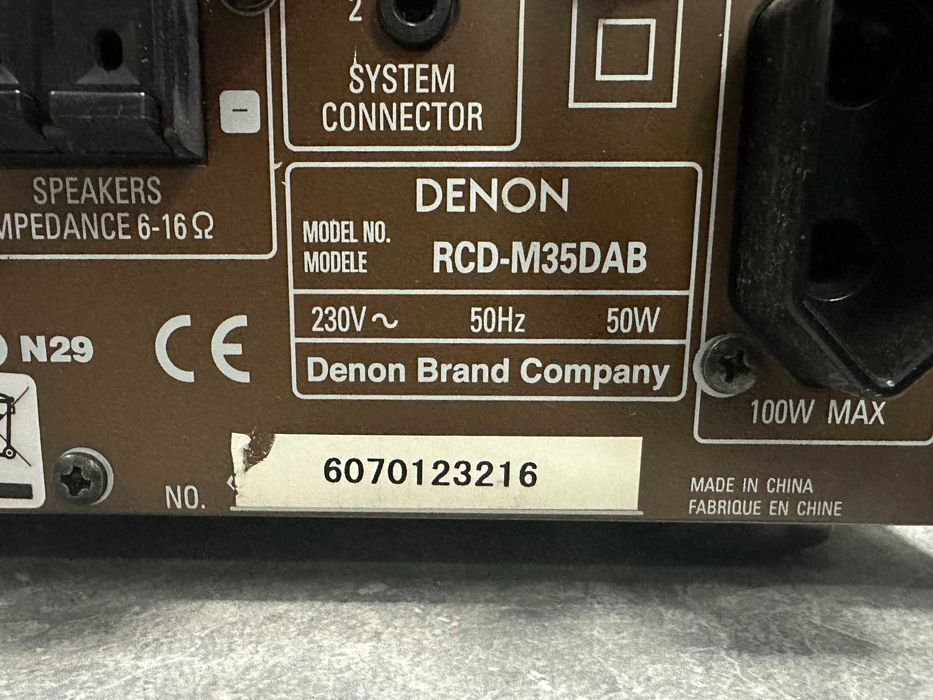 2
SYSTEM
CONNECTOR
−
SPEAKERS
MPEDANCE 6-16Ω
DENON
MODEL NO.
MODELE
RCD-M35DAB
230V～ 50Hz 50W
Denon Brand Company
N29
CE
100W MAX
NO. 6070123216
MADE IN CHINA
FABRIQUE EN CHINE